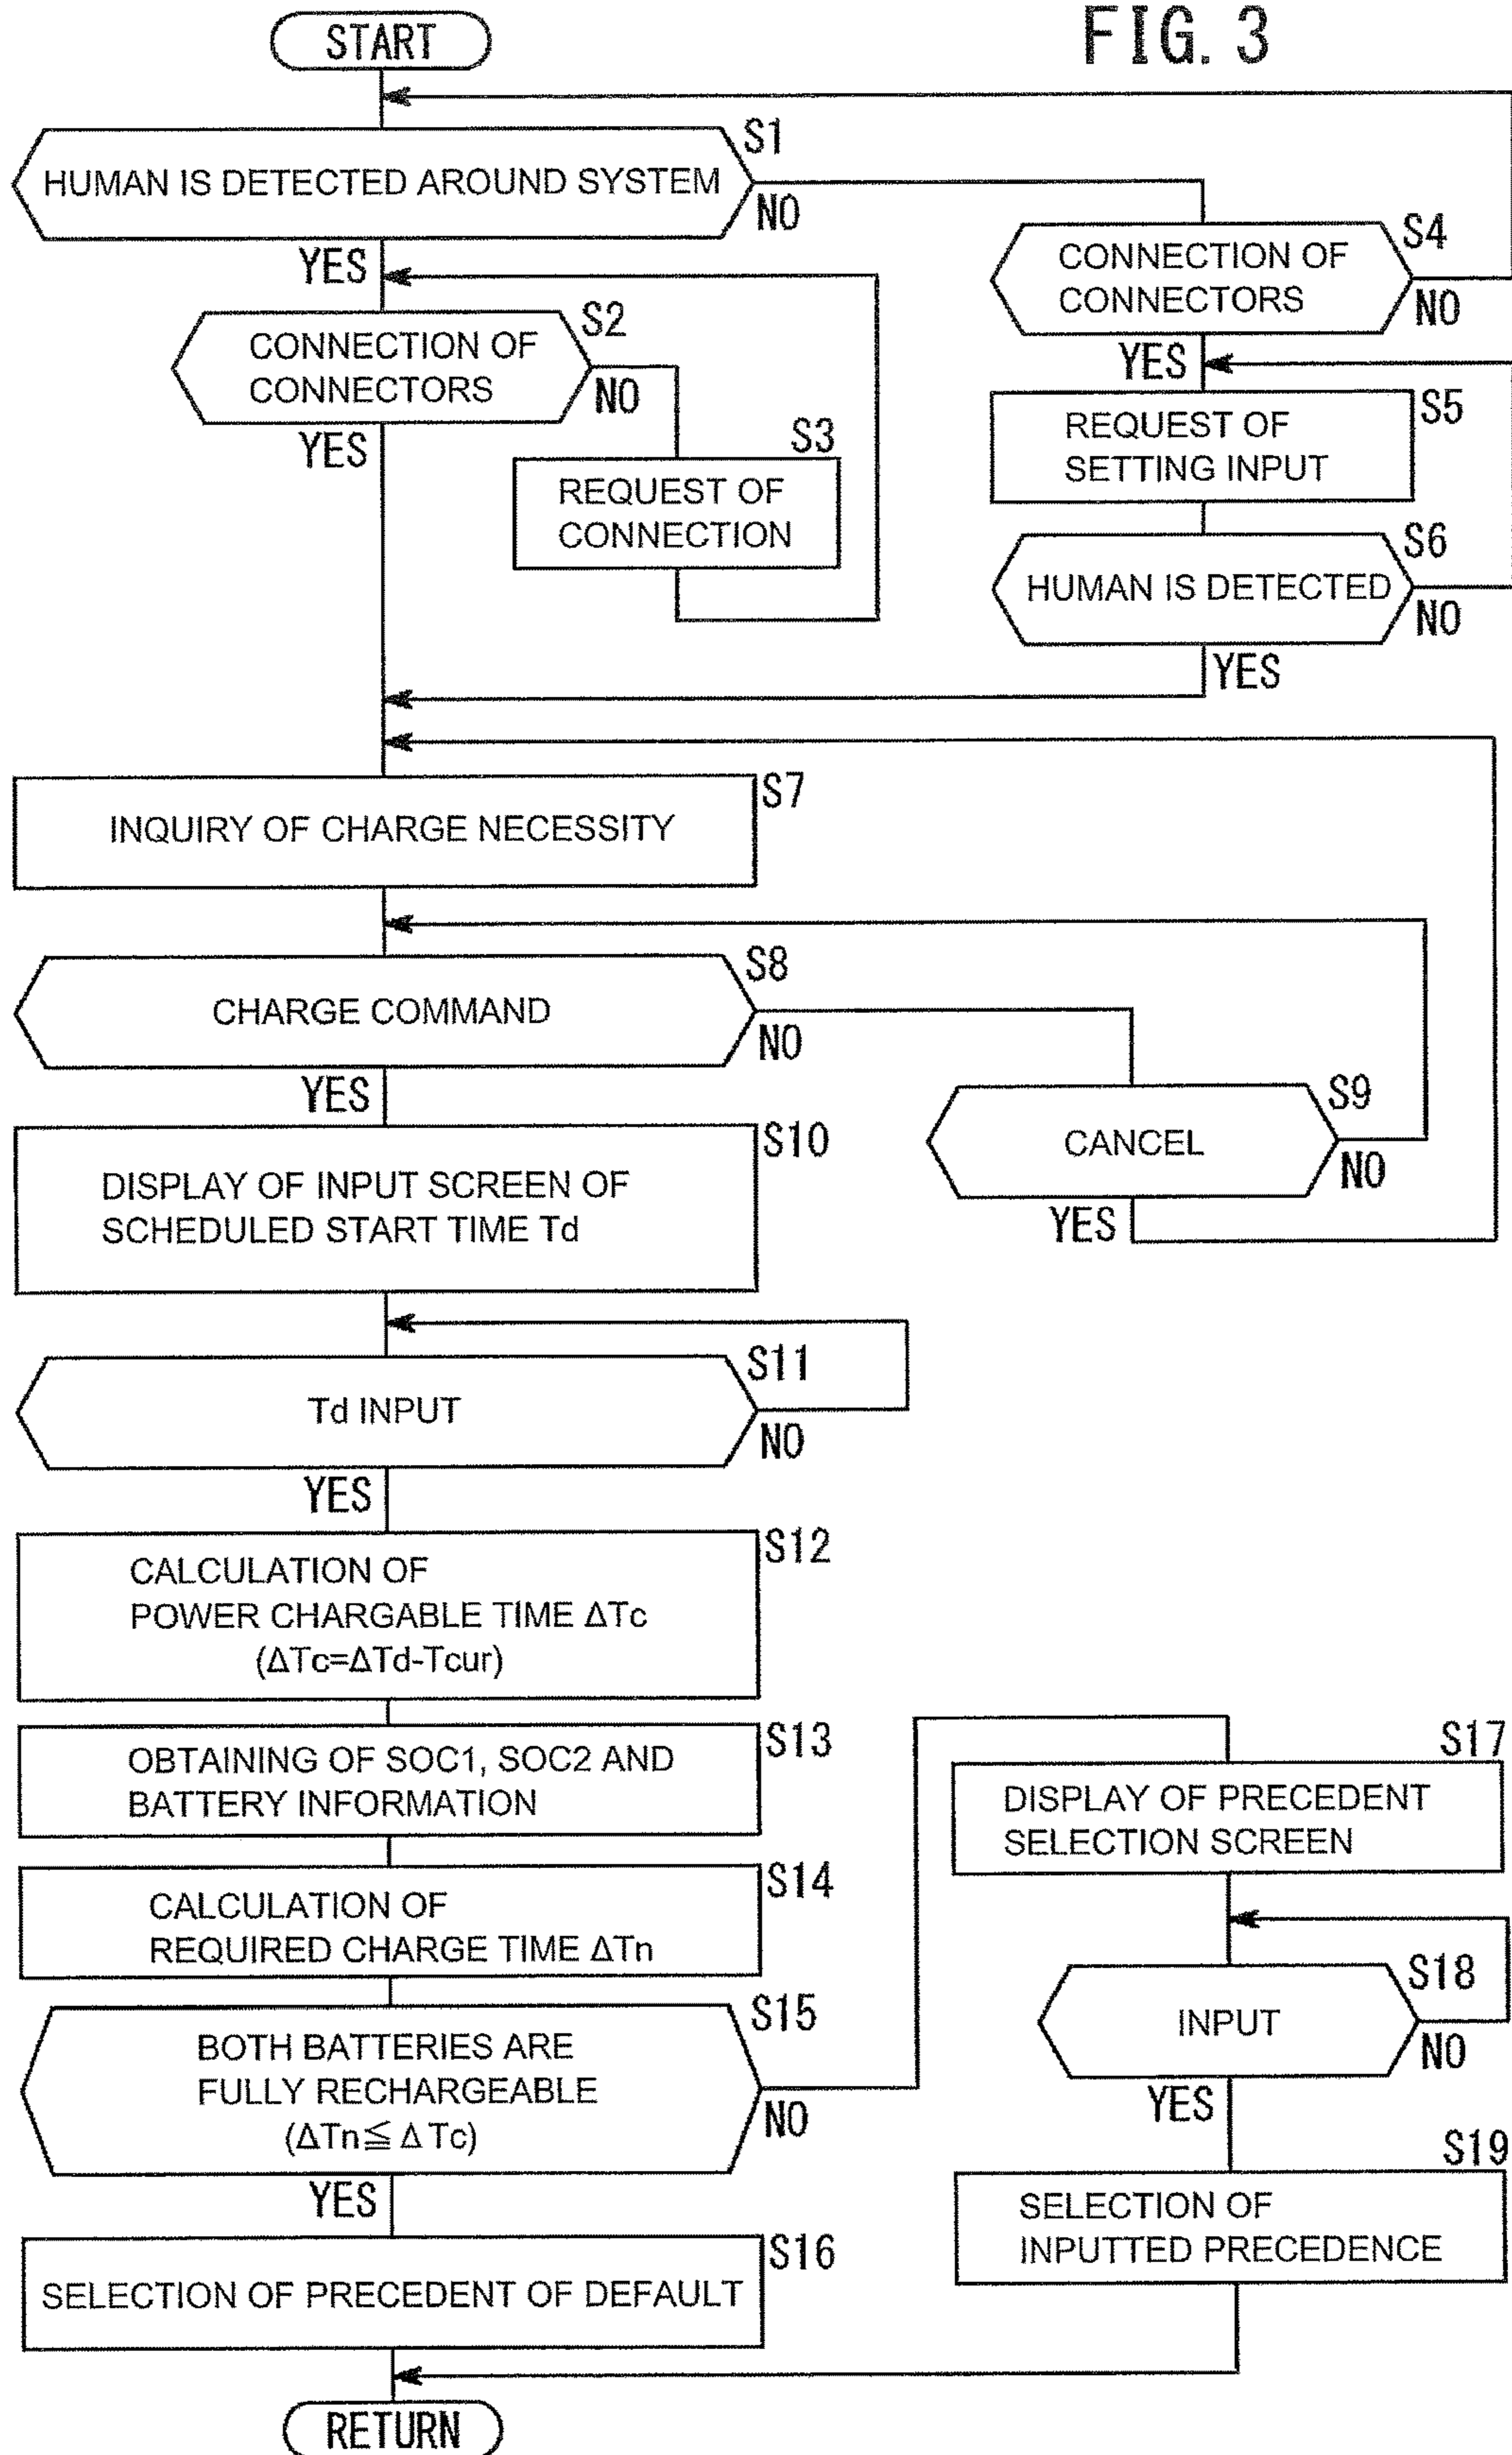 FIG. 3
START
S1
HUMAN IS DETECTED AROUND SYSTEM
NO
YES
S4
CONNECTION OF
CONNECTORS
NO
YES
S2
CONNECTION OF
CONNECTORS
NO
YES
S3
REQUEST OF
CONNECTION
S5
REQUEST OF
SETTING INPUT
S6
HUMAN IS DETECTED
NO
YES
S7
INQUIRY OF CHARGE NECESSITY
S8
CHARGE COMMAND
NO
YES
S9
CANCEL
NO
YES
S10
DISPLAY OF INPUT SCREEN OF
SCHEDULED START TIME Td
S11
Td INPUT
NO
YES
S12
CALCULATION OF
POWER CHARGABLE TIME ΔTc
(ΔTc=ΔTd-Tcur)
S13
OBTAINING OF SOC1, SOC2 AND
BATTERY INFORMATION
S14
CALCULATION OF
REQUIRED CHARGE TIME ΔTn
S15
BOTH BATTERIES ARE
FULLY RECHARGEABLE
(ΔTn≦ΔTc)
NO
YES
S16
SELECTION OF PRECEDENT OF DEFAULT
S17
DISPLAY OF PRECEDENT
SELECTION SCREEN
S18
INPUT
NO
YES
S19
SELECTION OF
INPUTTED PRECEDENCE
RETURN